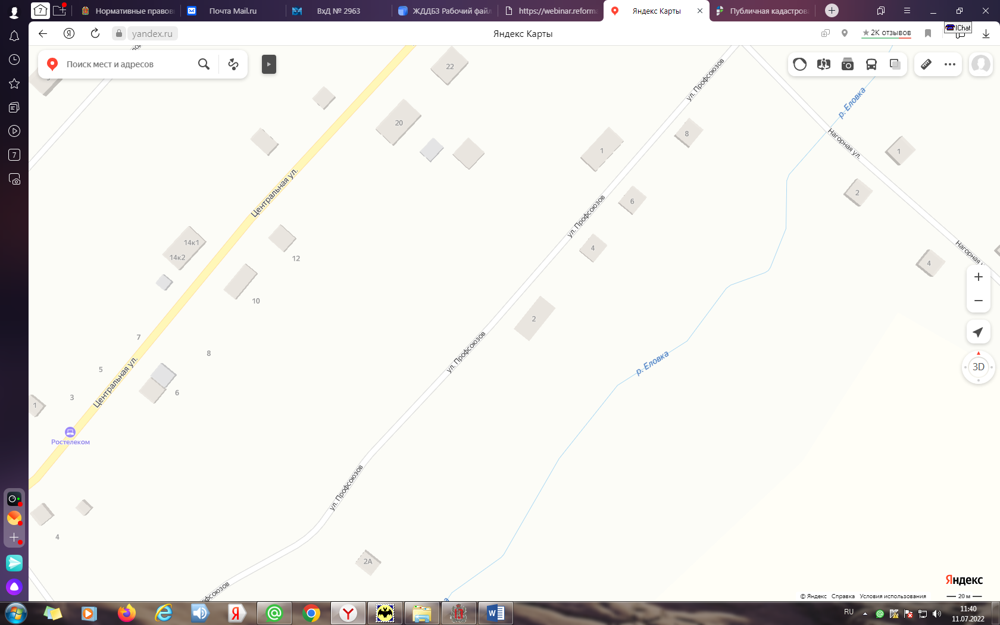 7
Нормативные правов
Почта Mail.ru
ВхД № 2963
ЖДДБЗ Рабочий файл
https://webinar.reforma
Яндекс Карты
Публичная кадастров
yandex.ru
Яндекс Карты
2К отзывов
IChat
Поиск мест и адресов
7
22
20
ул. Профсоюзов
р. Еловка
8
1
Нагорная ул.
1
2
6
Центральная ул.
ул. Профсоюзов
4
14к1
14к2
12
10
Нагорная
4
2
7
8
5
ул. Профсоюзов
р. Еловка
3D
Центральная ул.
6
3
1
Ростелеком
ул. Профсоюзов
4
2А
Яндекс
© Яндекс Справка Условия использования
20 м
RU
11:40
11.07.2022